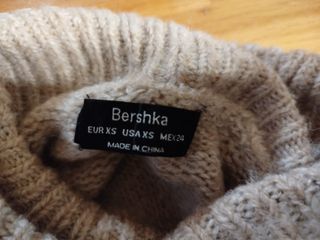 Bershka
EUR XS USA XS MEX 24
MADE IN CHINA